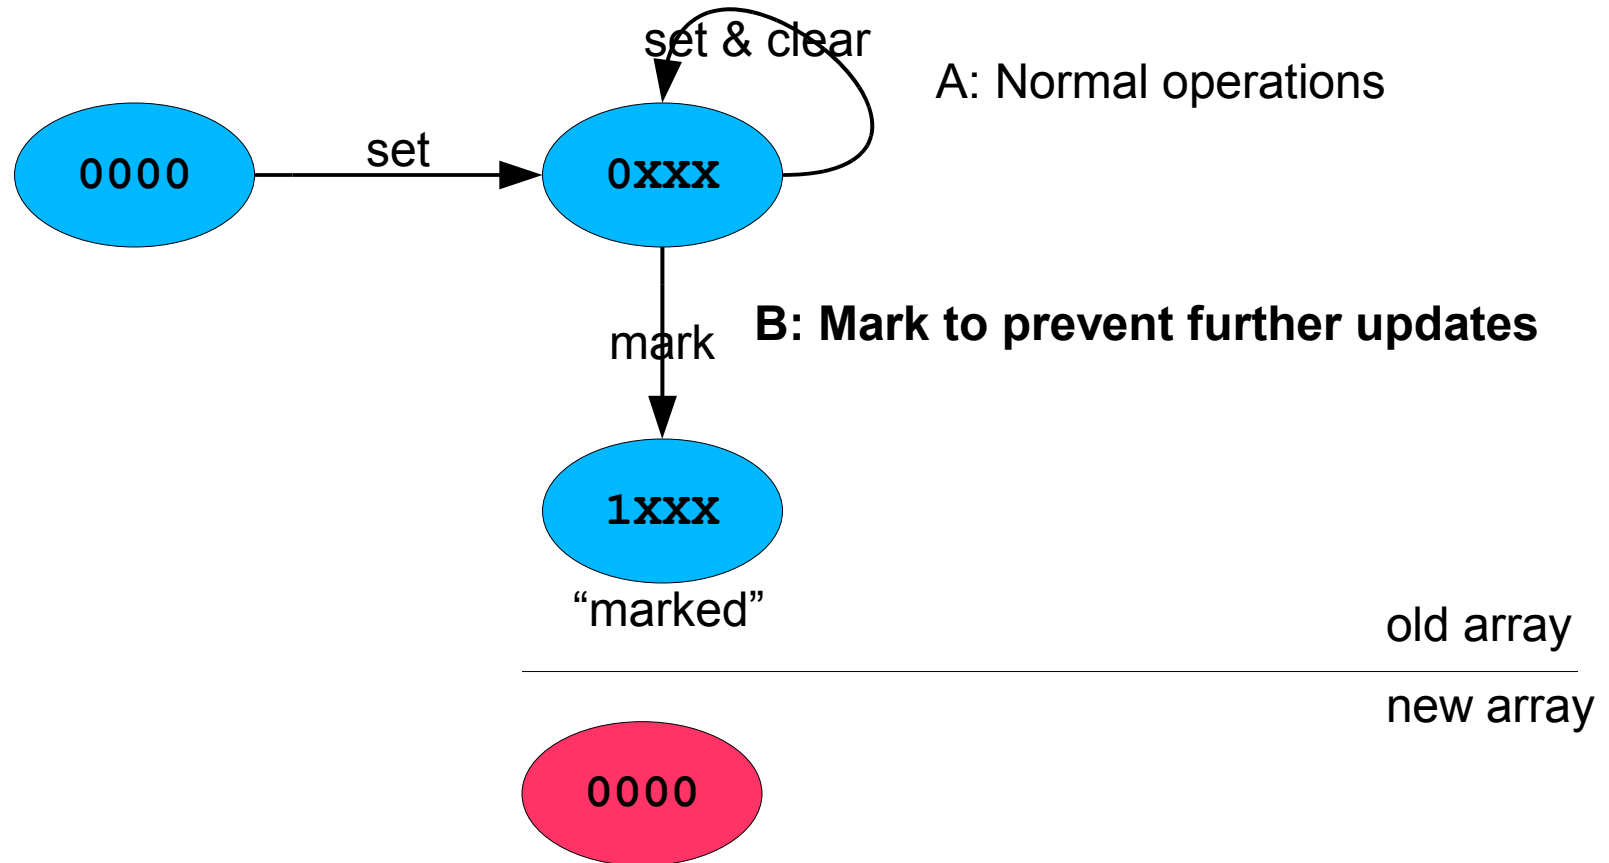 set & clear
A: Normal operations
0000
set
0xxx
mark
B: Mark to prevent further updates
1xxx
“marked”
old array
new array
0000